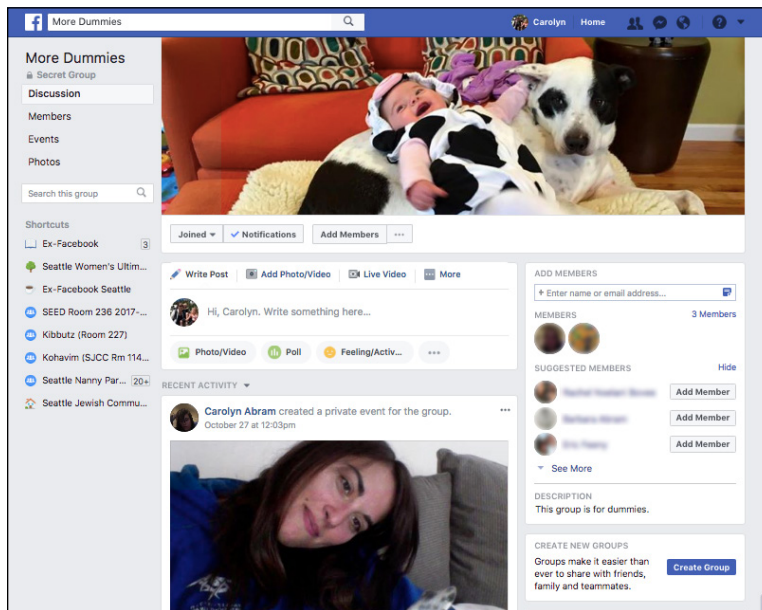 f
More Dummies
Carolyn
Home
?
More Dummies
Secret Group
Discussion
Members
Events
Photos
Search this group
Shortcuts
Ex-Facebook
3
Seattle Women's Ultim...
Ex-Facebook Seattle
SEED Room 236 2017-...
Kibbutz (Room 227)
Kohavim (SJCC Rm 114...
Seattle Nanny Par...
20+
Seattle Jewish Commu...
Joined
Notifications
Add Members
Write Post
Add Photo/Video
Live Video
More
Hi, Carolyn. Write something here...
Photo/Video
Poll
Feeling/Activ...
RECENT ACTIVITY
Carolyn Abram created a private event for the group.
October 27 at 12:03pm
ADD MEMBERS
+ Enter name or email address...
MEMBERS
3 Members
SUGGESTED MEMBERS
Hide
Add Member
Add Member
Add Member
See More
DESCRIPTION
This group is for dummies.
CREATE NEW GROUPS
Groups make it easier than
ever to share with friends,
family and teammates.
Create Group